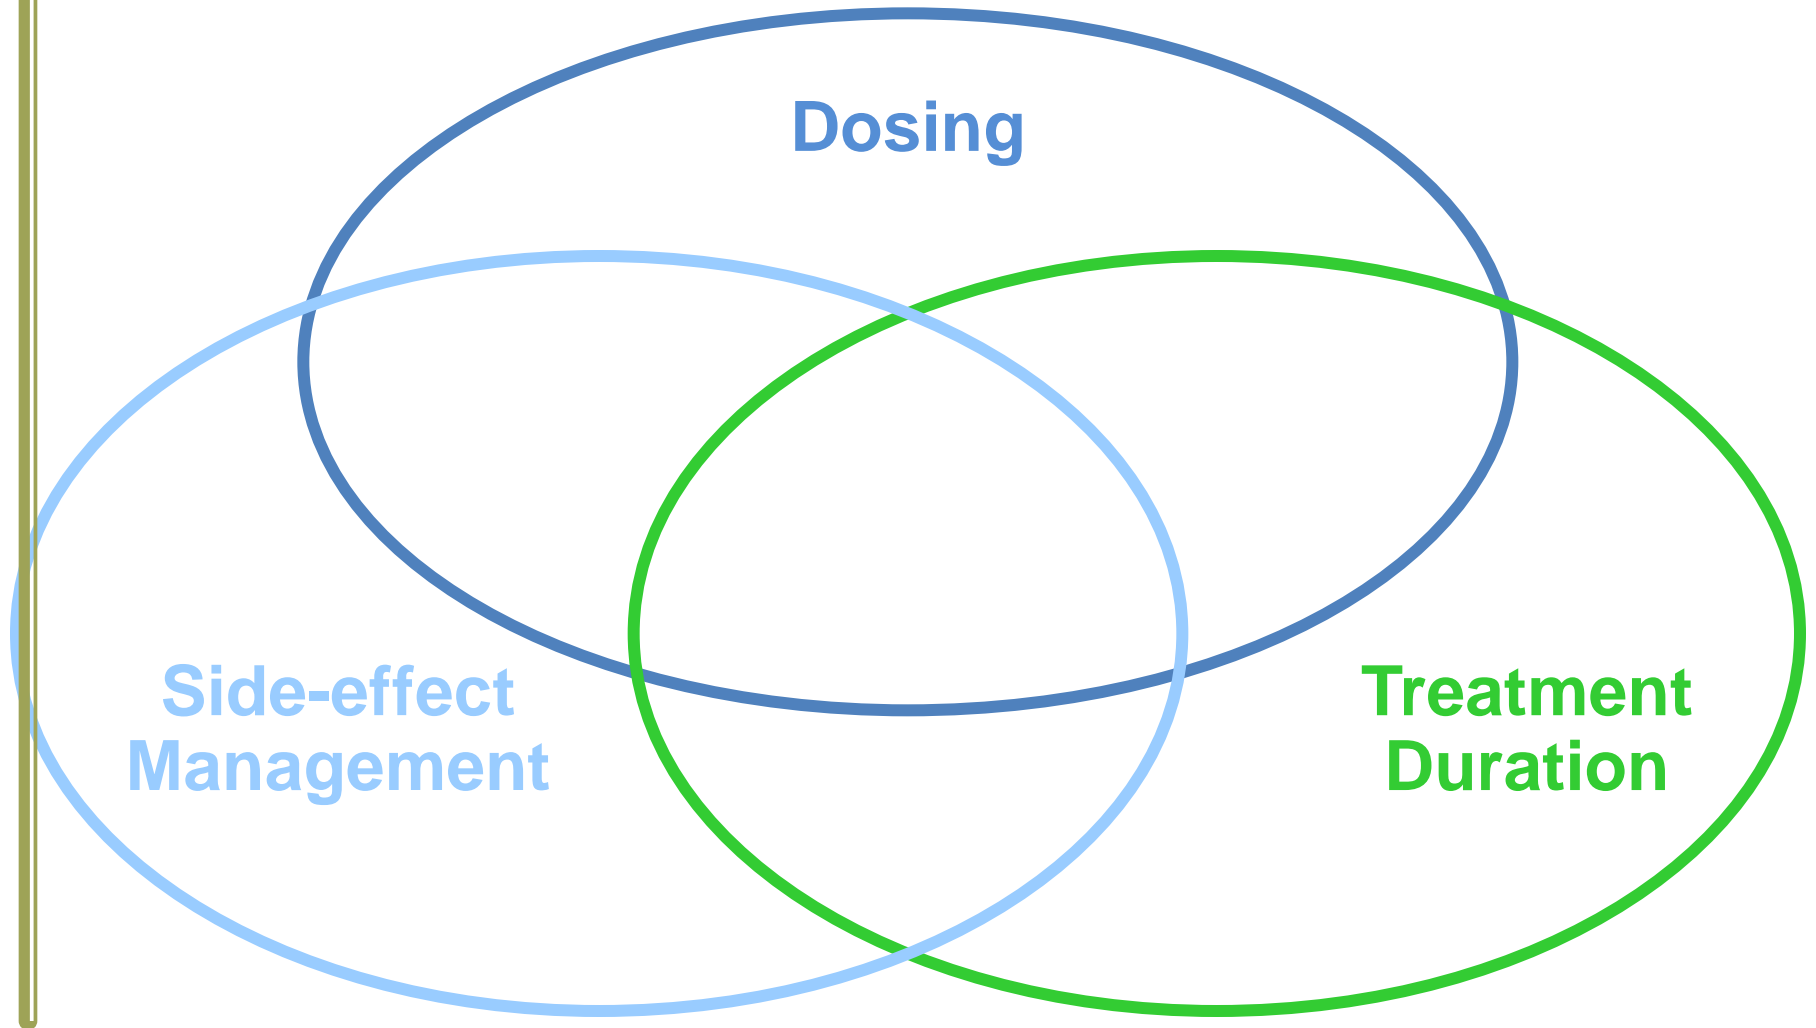 Dosing
Side-effect
Management
Treatment
Duration